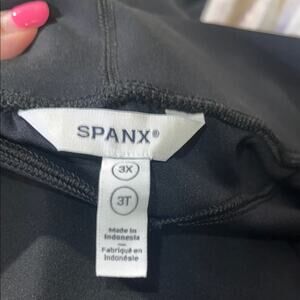 SPANX®
3X
3T
Made in
Indonesia
Fabriqué en
Indonésie